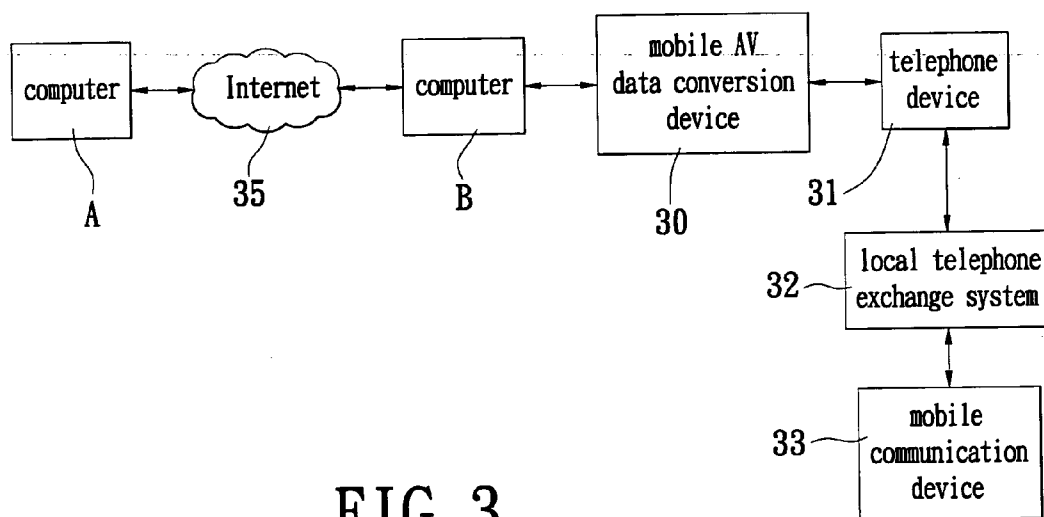 computer
Internet
computer
mobile AV
data conversion
device
telephone
device
A
35
B
30
31
32
local telephone
exchange system
33
mobile
communication
device
FIG.3